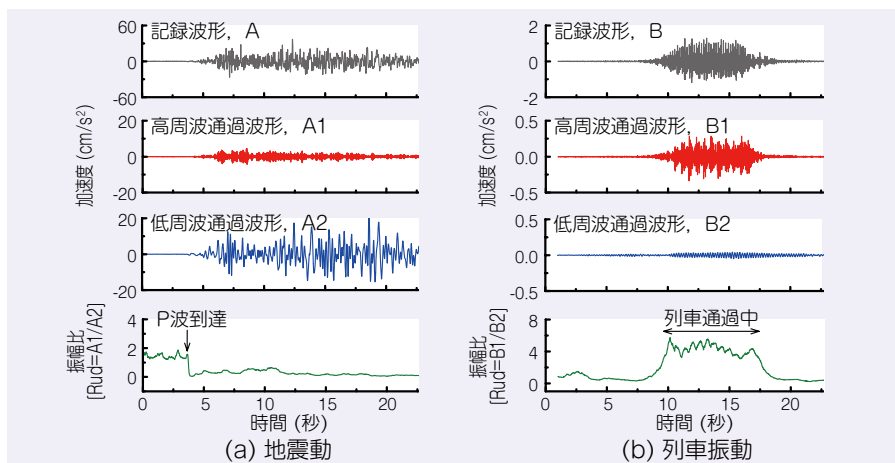 記録波形，A
60
0
-60
高周波通過波形，A1
20
0
-20
加速度 (cm/s²)
低周波通過波形，A2
20
0
-20
P波到達
4
2
0
振幅比
[Rud=A1/A2]
0 5 10 15 20
時間 (秒)
(a) 地震動
記録波形，B
2
0
-2
高周波通過波形，B1
0.5
0.0
-0.5
加速度 (cm/s²)
低周波通過波形，B2
0.5
0.0
-0.5
列車通過中
8
4
0
振幅比
[Rud=B1/B2]
0 5 10 15 20
時間 (秒)
(b) 列車振動